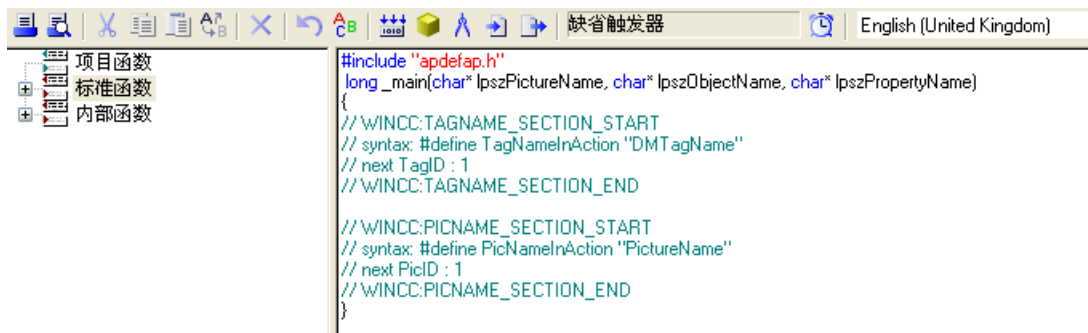 缺省触发器
English (United Kingdom)
项目函数
标准函数
内部函数
#include "apdefap.h"
long _main(char* lpszPictureName, char* lpszObjectName, char* lpszPropertyName)
{
// WINCC:TAGNAME_SECTION_START
// syntax: #define TagNameInAction "DMTagName"
// next TagID : 1
// WINCC:TAGNAME_SECTION_END
// WINCC:PICNAME_SECTION_START
// syntax: #define PicNameInAction "PictureName"
// next PicID : 1
// WINCC:PICNAME_SECTION_END
}